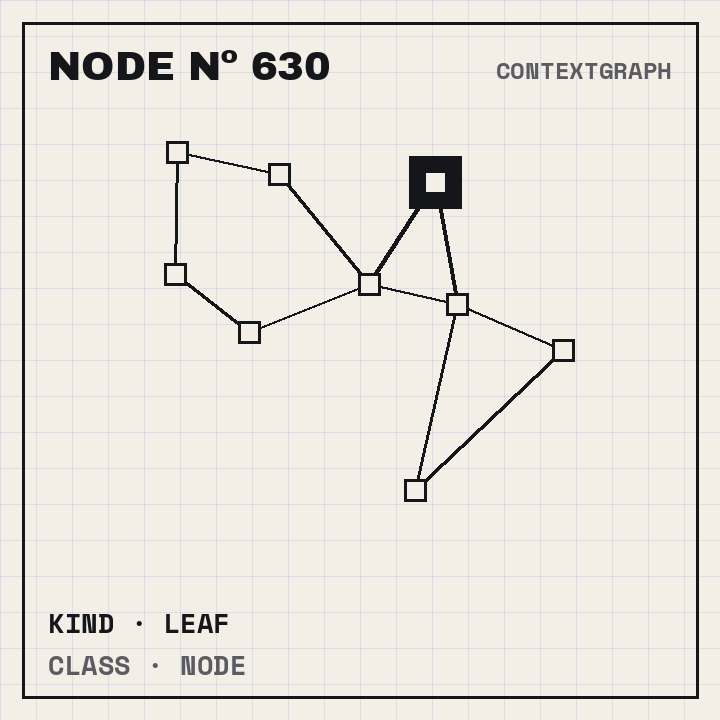 NODE Nº 630
CONTEXTGRAPH
KIND · LEAF
CLASS · NODE